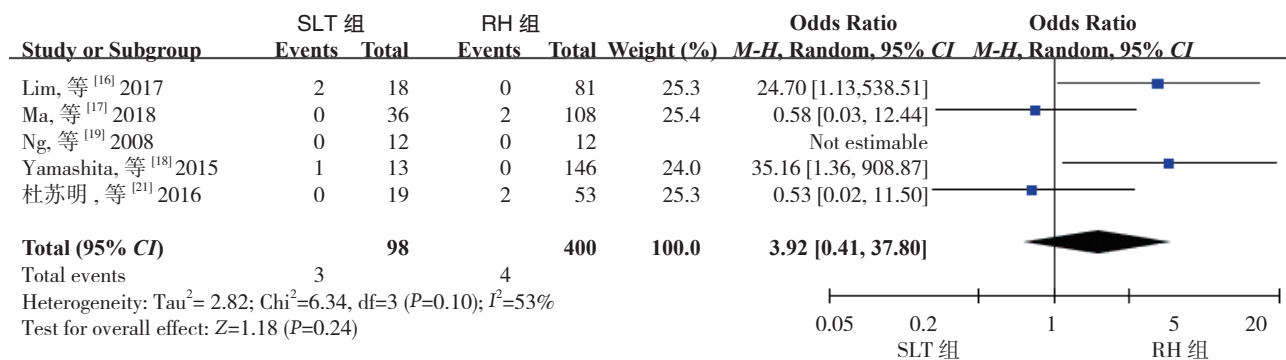 SLT 组 RH 组 Odds Ratio Odds Ratio
Study or Subgroup Events Total Events Total Weight (%) M-H, Random, 95% CI M-H, Random, 95% CI
Lim, 等 [16] 2017 2 18 0 81 25.3 24.70 [1.13,538.51]
Ma, 等 [17] 2018 0 36 2 108 25.4 0.58 [0.03, 12.44]
Ng, 等 [19] 2008 0 12 0 12 Not estimable
Yamashita, 等 [18] 2015 1 13 0 146 24.0 35.16 [1.36, 908.87]
杜苏明 , 等 [21] 2016 0 19 2 53 25.3 0.53 [0.02, 11.50]
Total (95% CI) 98 400 100.0 3.92 [0.41, 37.80]
Total events 3 4
Heterogeneity: Tau²= 2.82; Chi²=6.34, df=3 (P=0.10); I²=53%
Test for overall effect: Z=1.18 (P=0.24)
0.05 0.2 1 5 20
SLT 组 RH 组